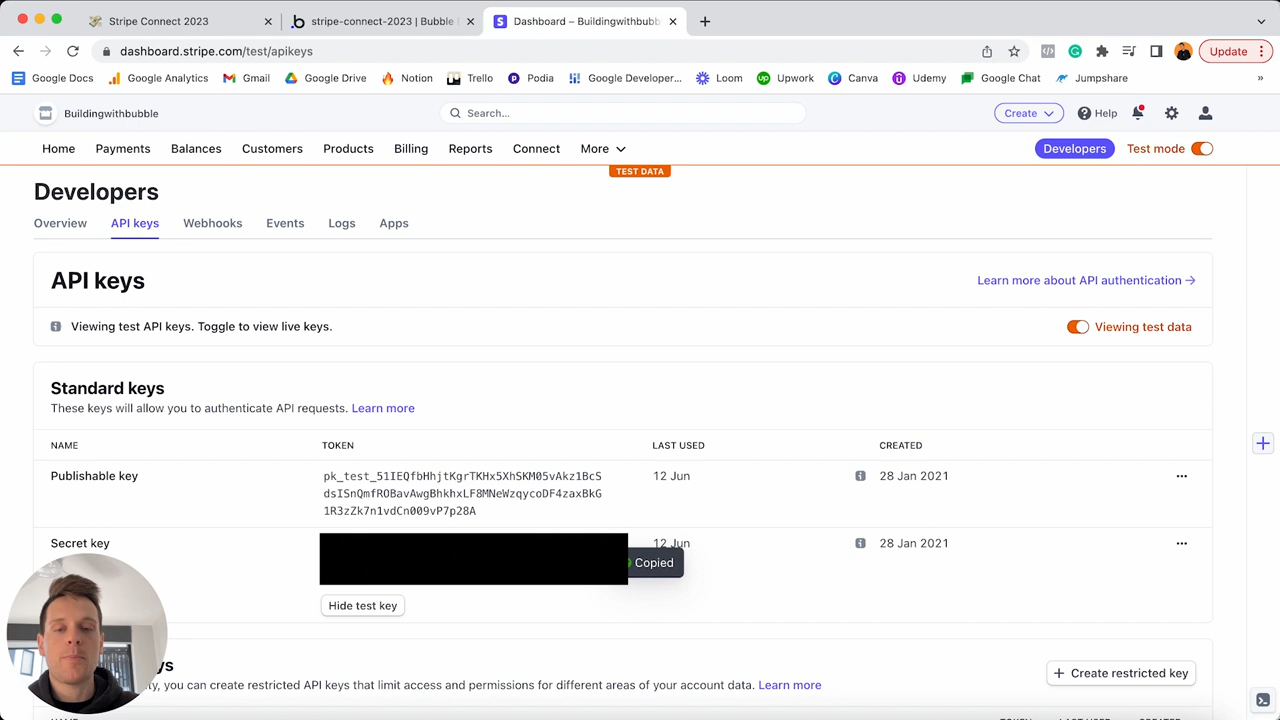 Stripe Connect 2023
stripe-connect-2023 | Bubble
Dashboard – Buildingwithbubb
dashboard.stripe.com/test/apikeys
Update
Google Docs
Google Analytics
Gmail
Google Drive
Notion
Trello
Podia
Google Developer...
Loom
Upwork
Canva
Udemy
Google Chat
Jumpshare
»
Buildingwithbubble
Search...
Create
Help
Home
Payments
Balances
Customers
Products
Billing
Reports
Connect
More
Developers
Test mode
TEST DATA
Developers
Overview
API keys
Webhooks
Events
Logs
Apps
API keys
Learn more about API authentication →
Viewing test API keys. Toggle to view live keys.
Viewing test data
Standard keys
These keys will allow you to authenticate API requests. Learn more
NAME
TOKEN
LAST USED
CREATED
Publishable key
pk_test_51IEQfbHhjtKgrTKHx5XhSKM05vAkz1BcS
dsISnQmfROBavAwgBhkhxLF8MNeWzqycoDF4zaxBkG
1R3zZk7n1vdCn009vP7p28A
12 Jun
28 Jan 2021
Secret key
12 Jun
28 Jan 2021
Copied
Hide test key
+ Create restricted key
you can create restricted API keys that limit access and permissions for different areas of your account data. Learn more